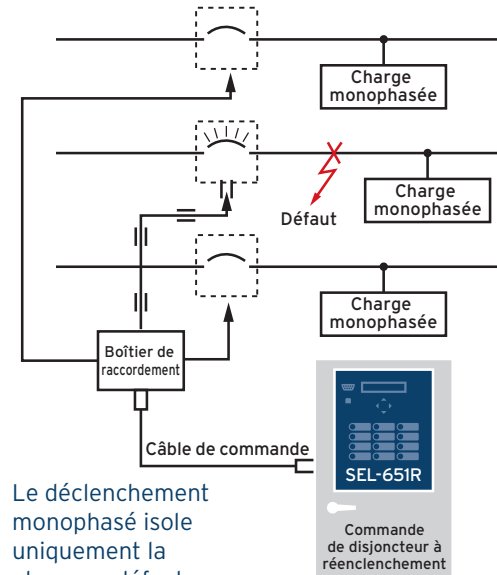 Charge
monophasée
Charge
monophasée
Défaut
Charge
monophasée
Boîtier de
raccordement
Câble de commande
SEL-651R
Commande
de disjoncteur à
réenclenchement
Le déclenchement
monophasé isole
uniquement la